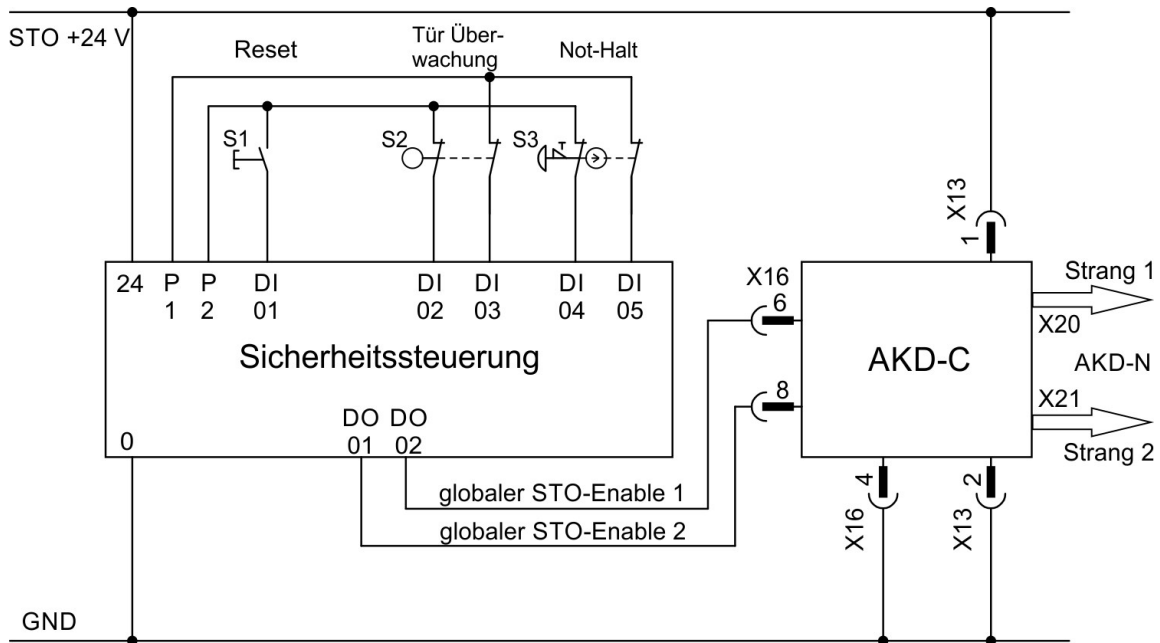 STO +24 V
Reset
Tür Über-
wachung
Not-Halt
S1
S2
S3
X13
1
24 P P DI DI DI DI DI
1 2 01 02 03 04 05
Sicherheitssteuerung
DO DO
0 01 02
X16
6
8
AKD-C
Strang 1
X20
AKD-N
X21
Strang 2
4
X16
2
X13
globaler STO-Enable 1
globaler STO-Enable 2
GND